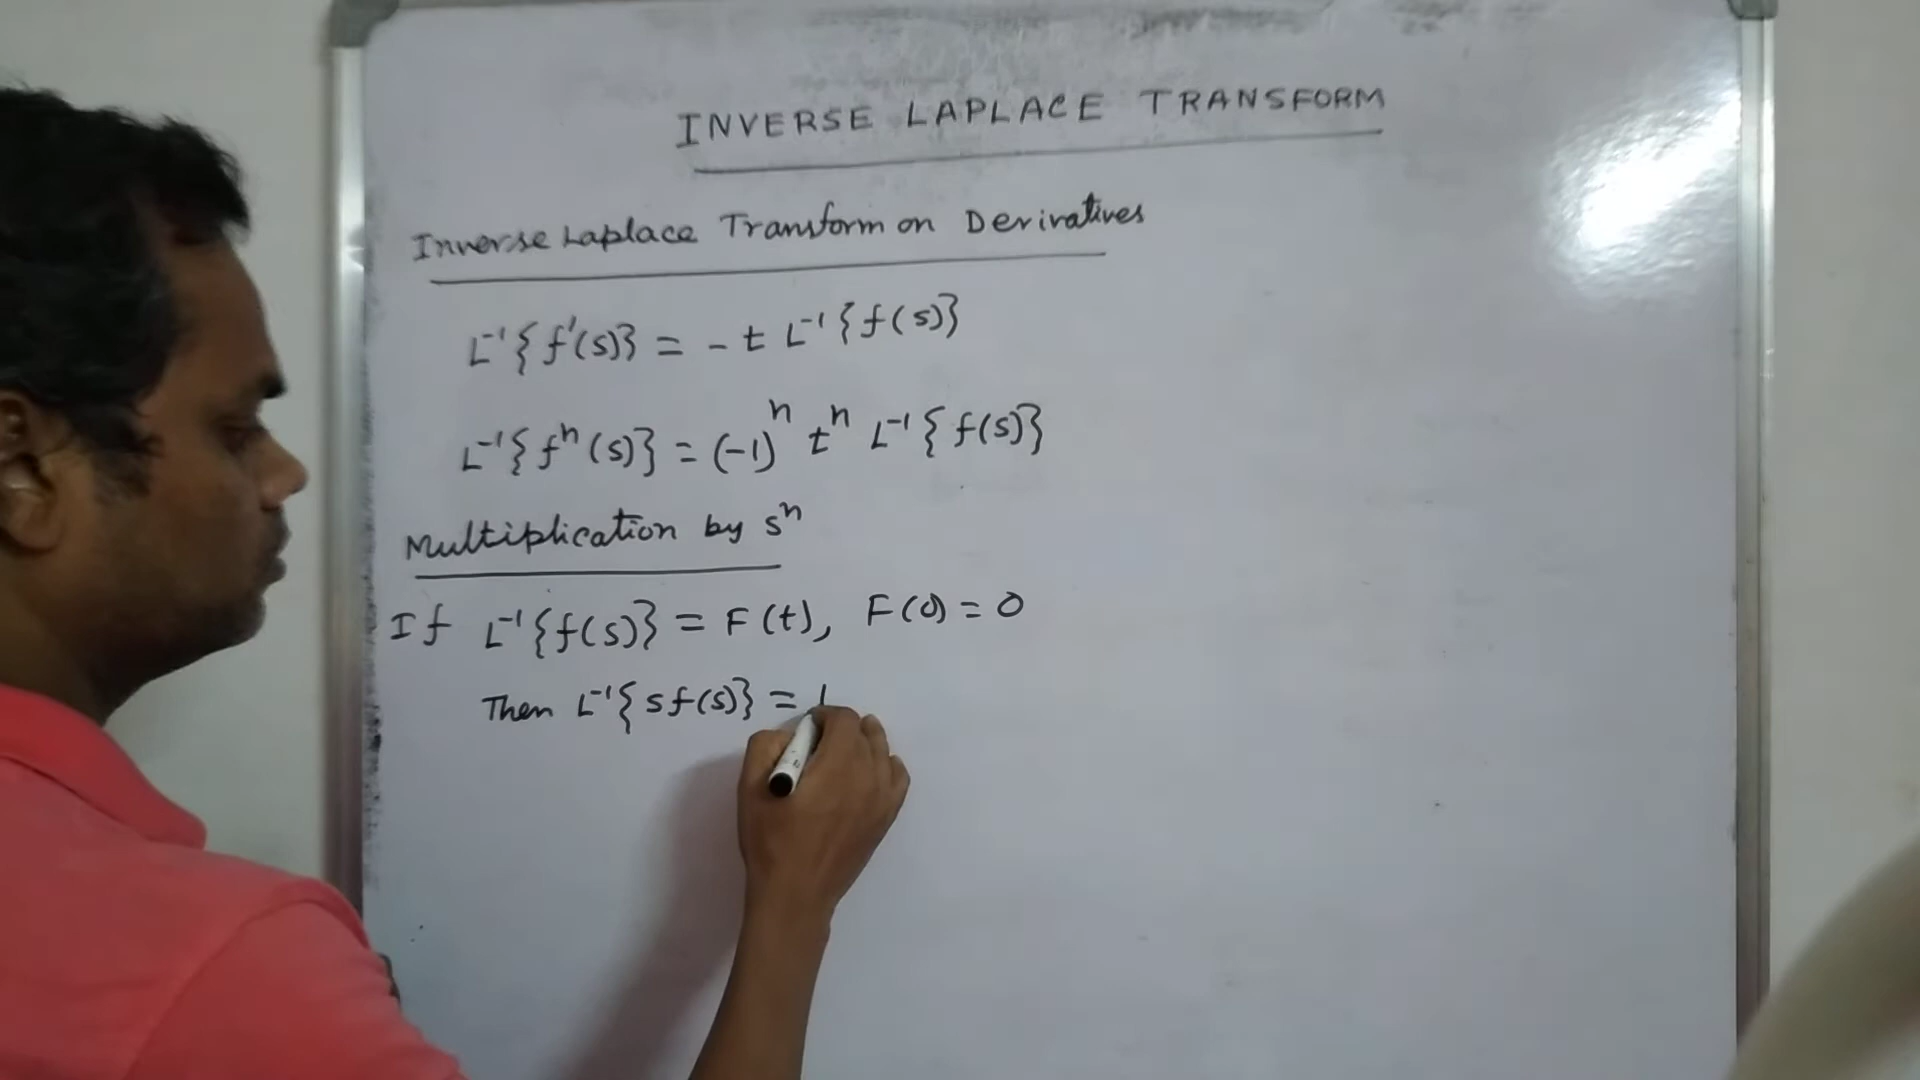 INVERSE LAPLACE TRANSFORM
Inverse Laplace Transform on Derivatives
L⁻¹{f'(s)} = - t L⁻¹{f(s)}
L⁻¹{fⁿ(s)} = (-1)ⁿ tⁿ L⁻¹{f(s)}
Multiplication by sⁿ
If L⁻¹{f(s)} = F(t), F(0) = 0
Then L⁻¹{sf(s)} =